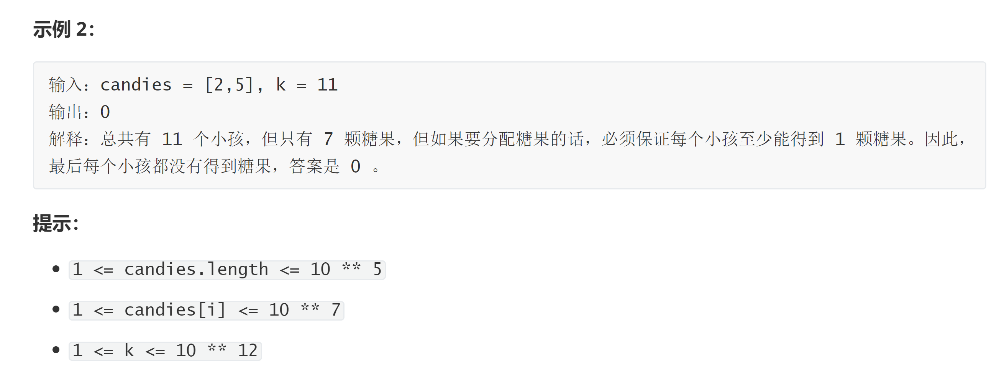 示例 2：
输入：candies = [2,5], k = 11
输出：0
解释：总共有 11 个小孩，但只有 7 颗糖果，但如果要分配糖果的话，必须保证每个小孩至少能得到 1 颗糖果。因此，
最后每个小孩都没有得到糖果，答案是 0 。
提示：
1 <= candies.length <= 10 ** 5
1 <= candies[i] <= 10 ** 7
1 <= k <= 10 ** 12